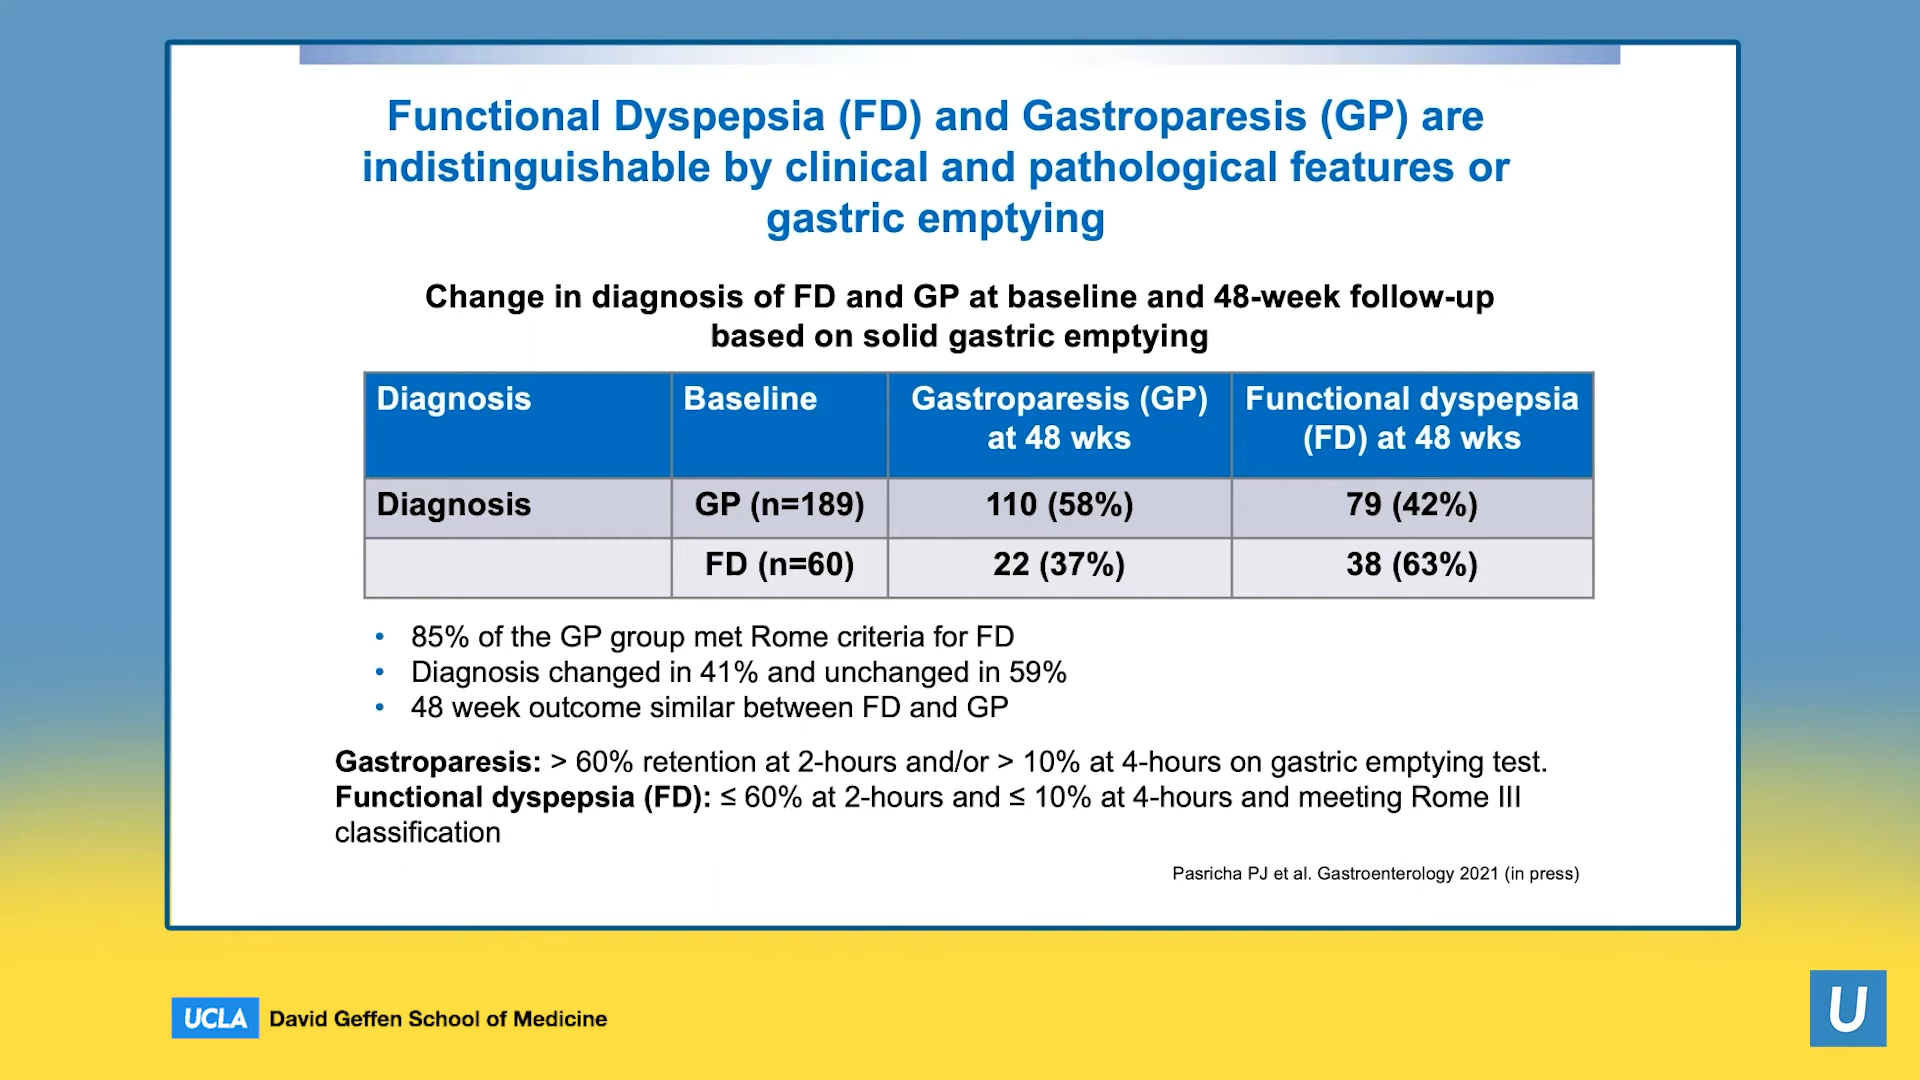 Functional Dyspepsia (FD) and Gastroparesis (GP) are
indistinguishable by clinical and pathological features or
gastric emptying
Change in diagnosis of FD and GP at baseline and 48-week follow-up
based on solid gastric emptying
Diagnosis Baseline Gastroparesis (GP) at 48 wks Functional dyspepsia (FD) at 48 wks
Diagnosis GP (n=189) 110 (58%) 79 (42%)
FD (n=60) 22 (37%) 38 (63%)
• 85% of the GP group met Rome criteria for FD
• Diagnosis changed in 41% and unchanged in 59%
• 48 week outcome similar between FD and GP
Gastroparesis: > 60% retention at 2-hours and/or > 10% at 4-hours on gastric emptying test.
Functional dyspepsia (FD): ≤ 60% at 2-hours and ≤ 10% at 4-hours and meeting Rome III
classification
Pasricha PJ et al. Gastroenterology 2021 (in press)
UCLA David Geffen School of Medicine
U